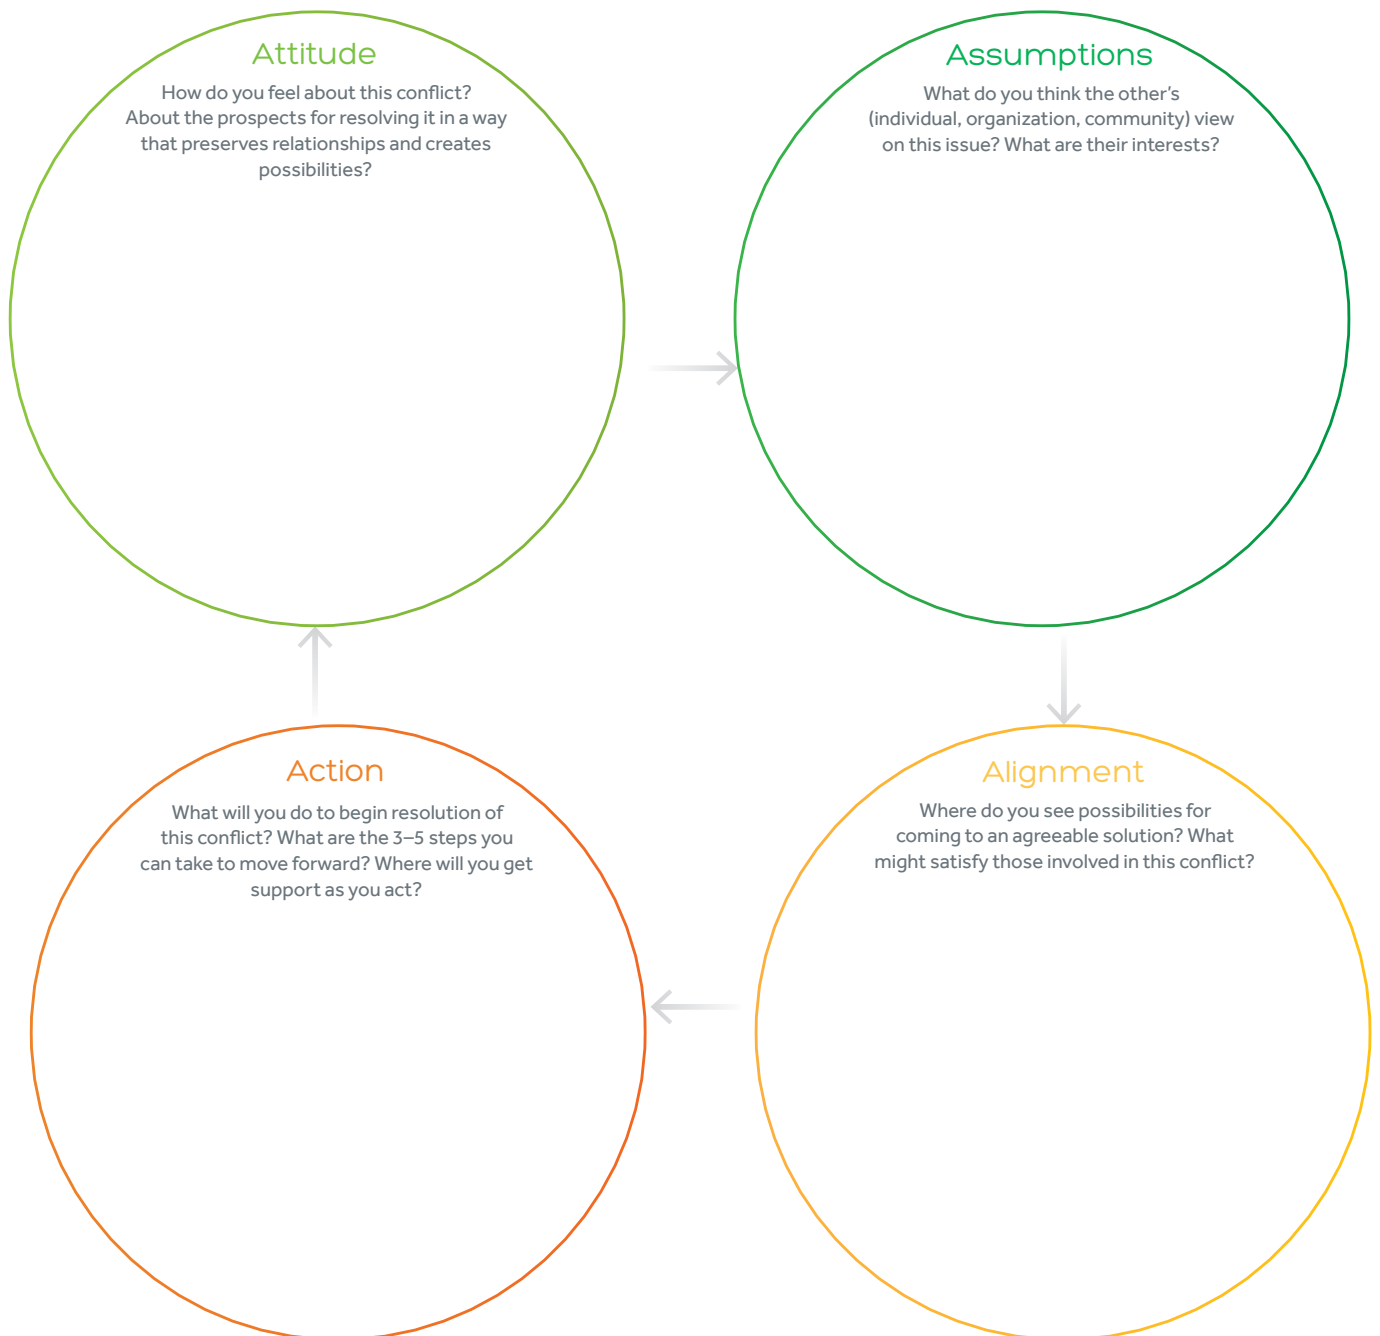 Attitude
How do you feel about this conflict?
About the prospects for resolving it in a way
that preserves relationships and creates
possibilities?
Assumptions
What do you think the other's
(individual, organization, community) view
on this issue? What are their interests?
Action
What will you do to begin resolution of
this conflict? What are the 3–5 steps you
can take to move forward? Where will you get
support as you act?
Alignment
Where do you see possibilities for
coming to an agreeable solution? What
might satisfy those involved in this conflict?